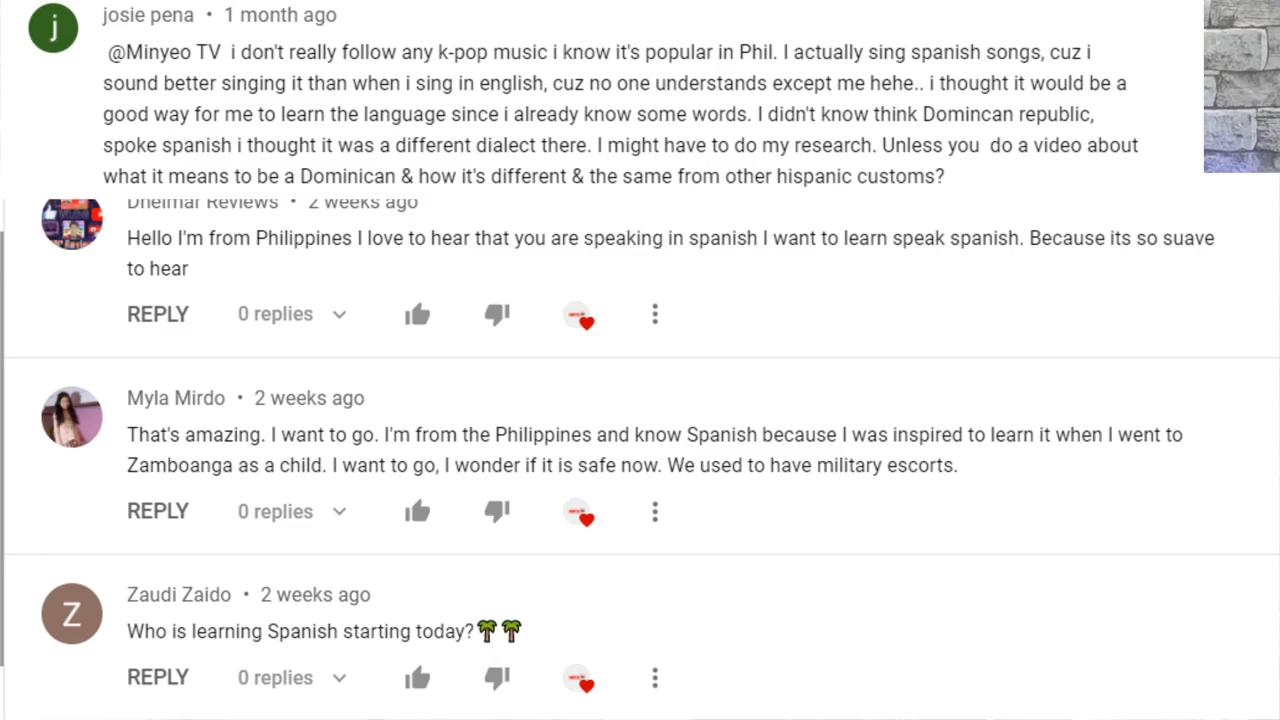 josie pena • 1 month ago
@Minyeo TV i don't really follow any k-pop music i know it's popular in Phil. I actually sing spanish songs, cuz i
sound better singing it than when i sing in english, cuz no one understands except me hehe.. i thought it would be a
good way for me to learn the language since i already know some words. I didn't know think Domincan republic,
spoke spanish i thought it was a different dialect there. I might have to do my research. Unless you do a video about
what it means to be a Dominican & how it's different & the same from other hispanic customs?
Dhelmar Reviews • 2 weeks ago
Hello I'm from Philippines I love to hear that you are speaking in spanish I want to learn speak spanish. Because its so suave
to hear
REPLY 0 replies
Myla Mirdo • 2 weeks ago
That's amazing. I want to go. I'm from the Philippines and know Spanish because I was inspired to learn it when I went to
Zamboanga as a child. I want to go, I wonder if it is safe now. We used to have military escorts.
REPLY 0 replies
Z
Zaudi Zaido • 2 weeks ago
Who is learning Spanish starting today?🌴🌴
REPLY 0 replies
j